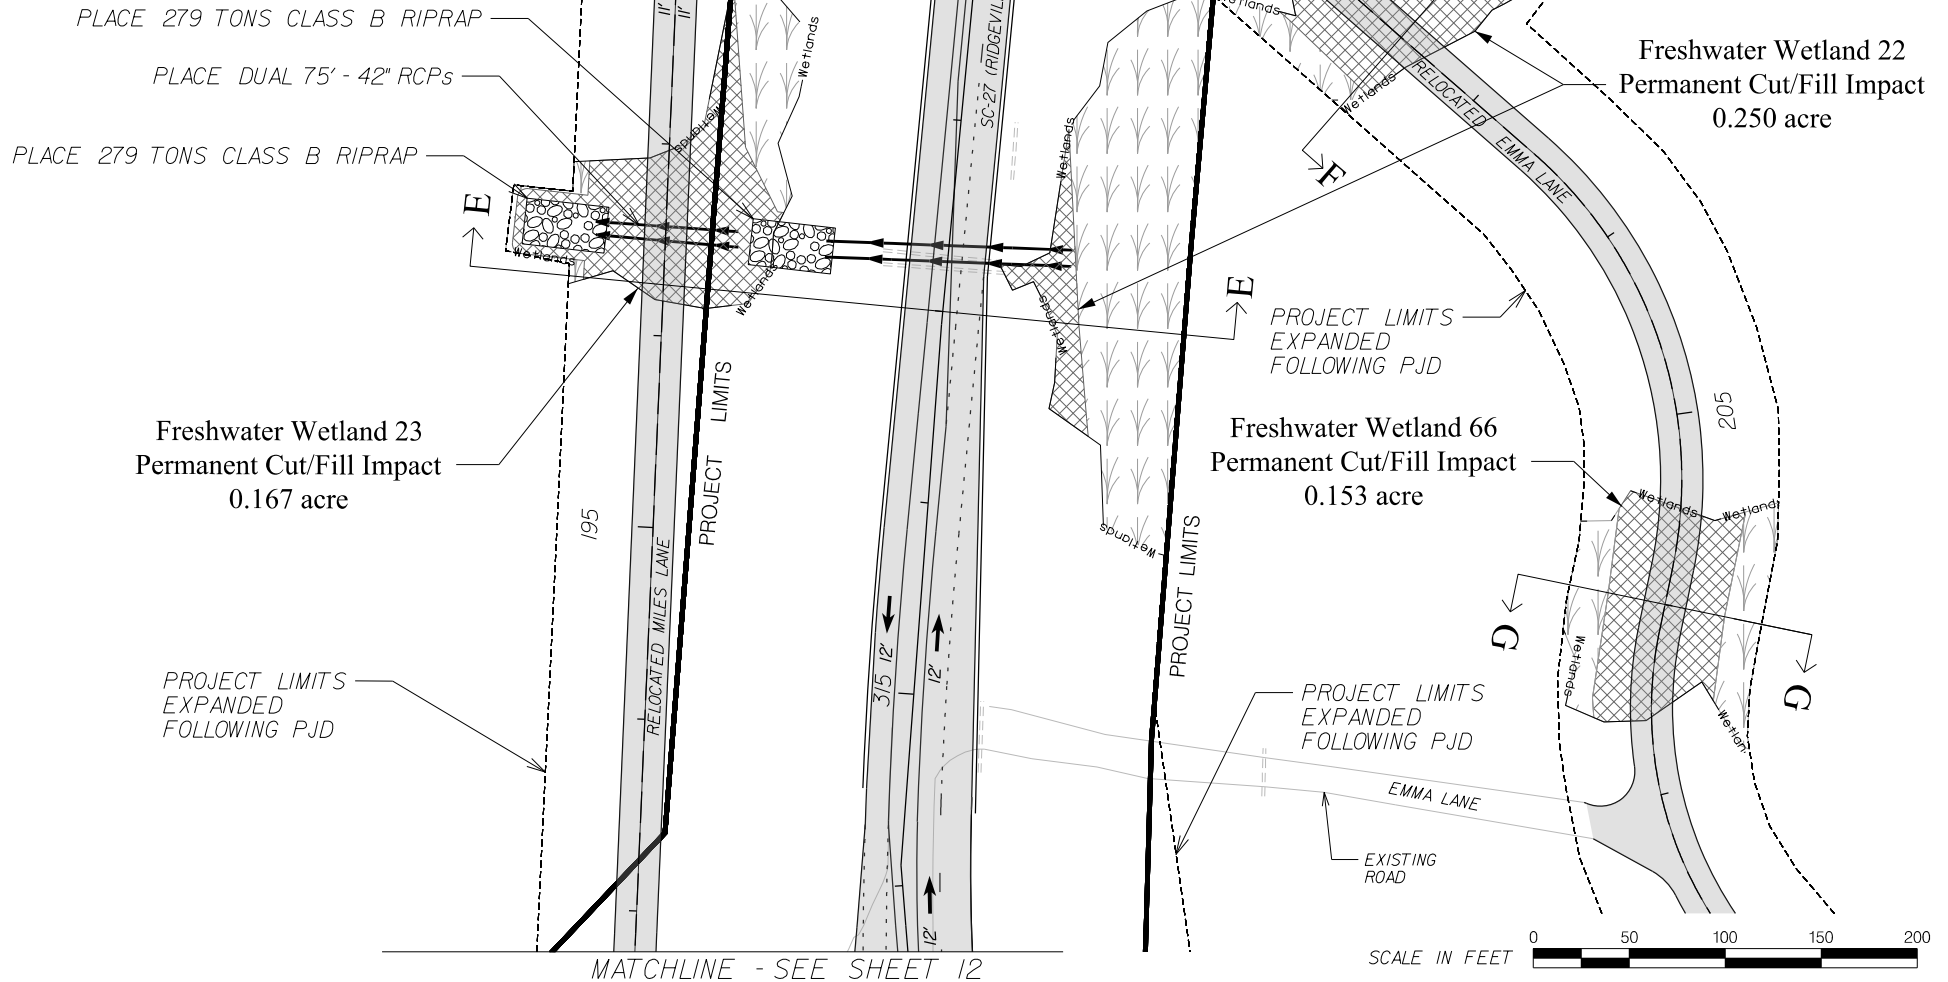 PLACE 279 TONS CLASS B RIPRAP
PLACE DUAL 75' - 42" RCPs
PLACE 279 TONS CLASS B RIPRAP
11'
11'
Wetlands
Wetlands
Wetlands
Wetlands
E
E
SC-27
Wetlands
Wetlands
Wetlands
Wetlands
Wetlands
F
RELOCATED EMMA LANE
Freshwater Wetland 22
Permanent Cut/Fill Impact
0.250 acre
PROJECT LIMITS
EXPANDED
FOLLOWING PJD
Freshwater Wetland 23
Permanent Cut/Fill Impact
0.167 acre
PROJECT LIMITS
195
RELOCATED MILES LANE
Freshwater Wetland 66
Permanent Cut/Fill Impact
0.153 acre
205
Wetlands
Wetland
Wetlands
Wetlan
G
G
PROJECT LIMITS
315
12'
12'
12'
PROJECT LIMITS
EXPANDED
FOLLOWING PJD
PROJECT LIMITS
EXPANDED
FOLLOWING PJD
EMMA LANE
EXISTING
ROAD
MATCHLINE - SEE SHEET 12
SCALE IN FEET
0 50 100 150 200